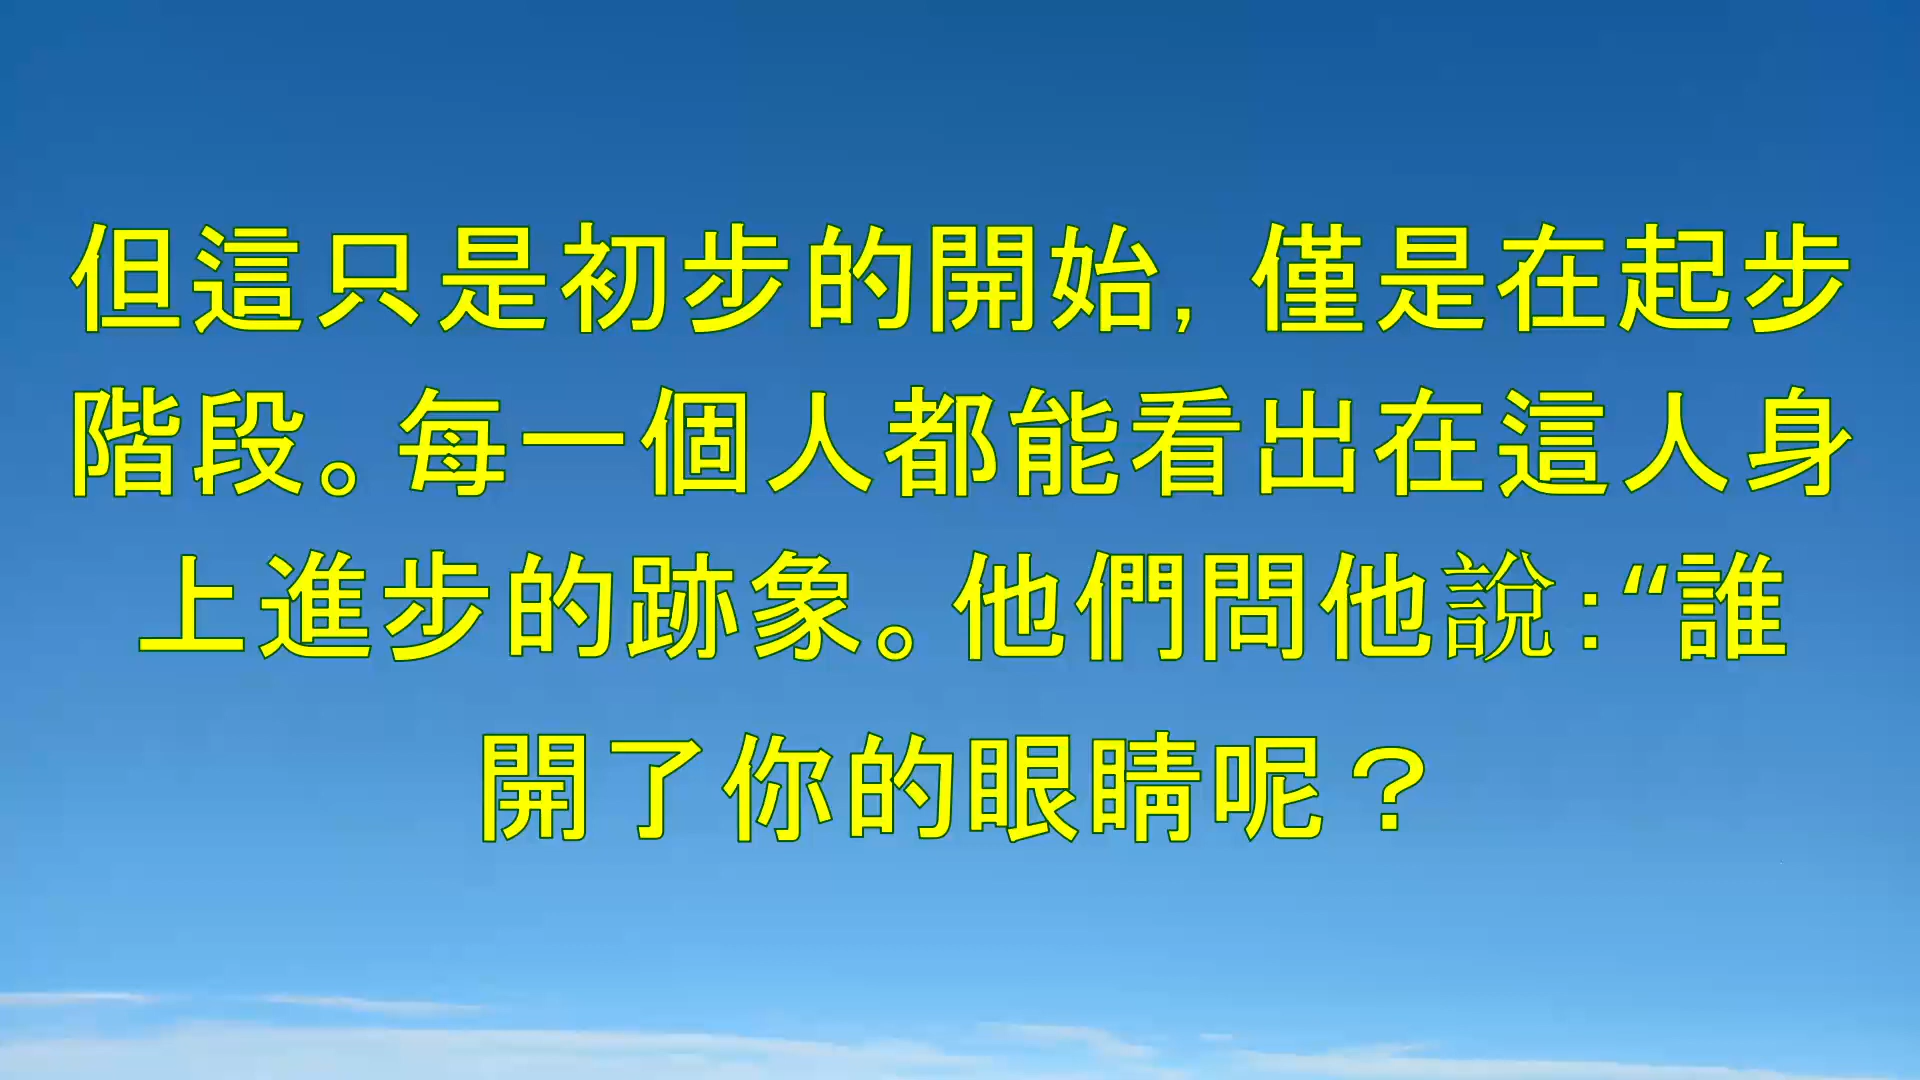 但這只是初步的開始, 僅是在起步
階段。每一個人都能看出在這人身
上進步的跡象。他們問他說:“誰
開了你的眼睛呢？